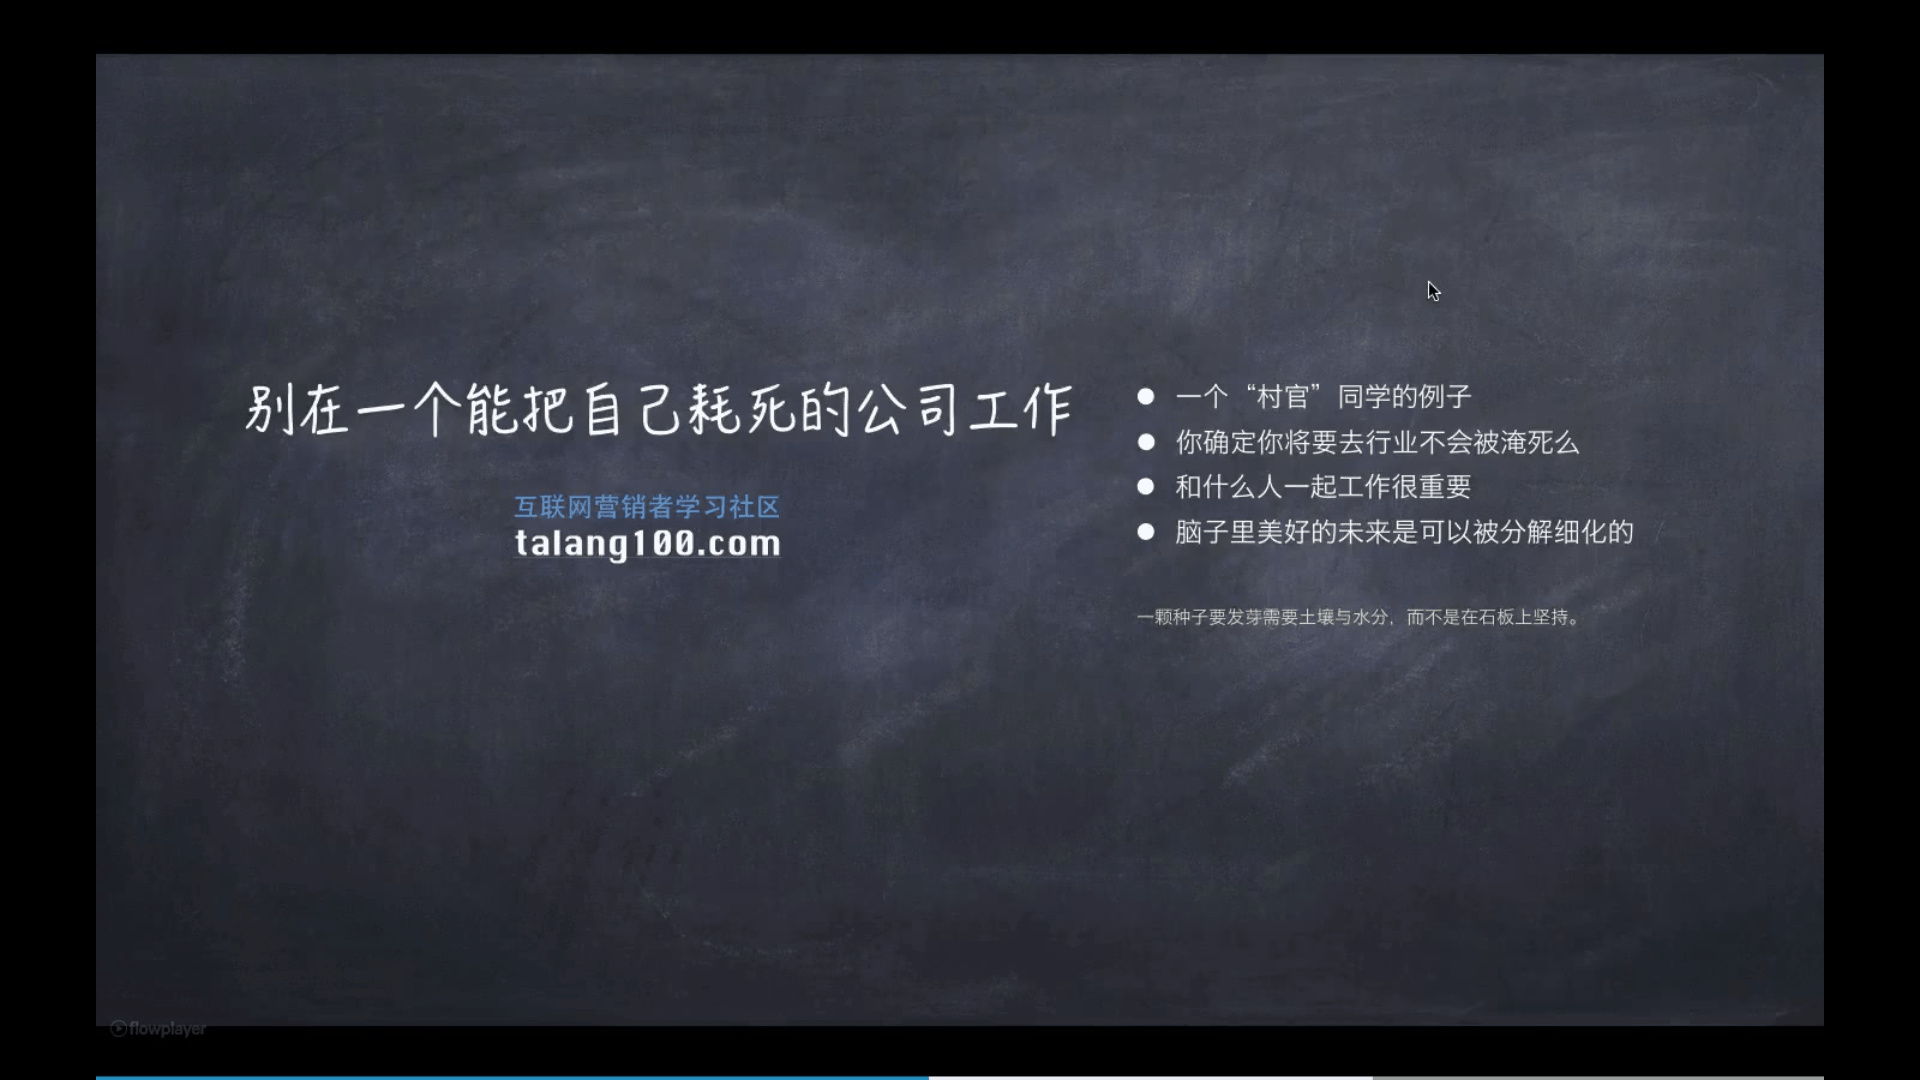 别在一个能把自己耗死的公司工作
互联网营销者学习社区
talang100.com
一个“村官”同学的例子
你确定你将要去行业不会被淹死么
和什么人一起工作很重要
脑子里美好的未来是可以被分解细化的
一颗种子要发芽需要土壤与水分，而不是在石板上坚持。
flowplayer